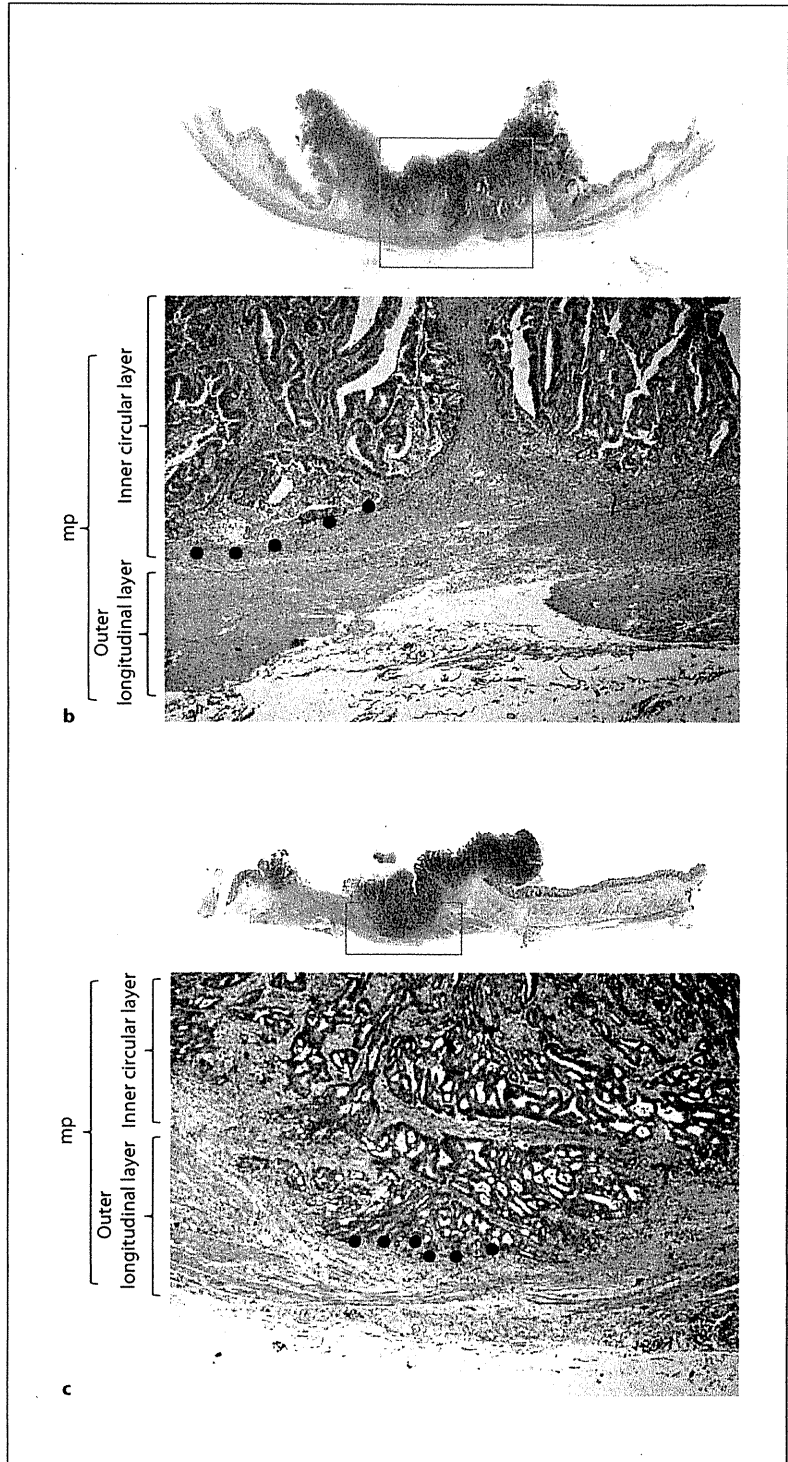 mp
Inner circular layer
Outer
longitudinal layer
b
mp
Inner circular layer
Outer
longitudinal layer
c